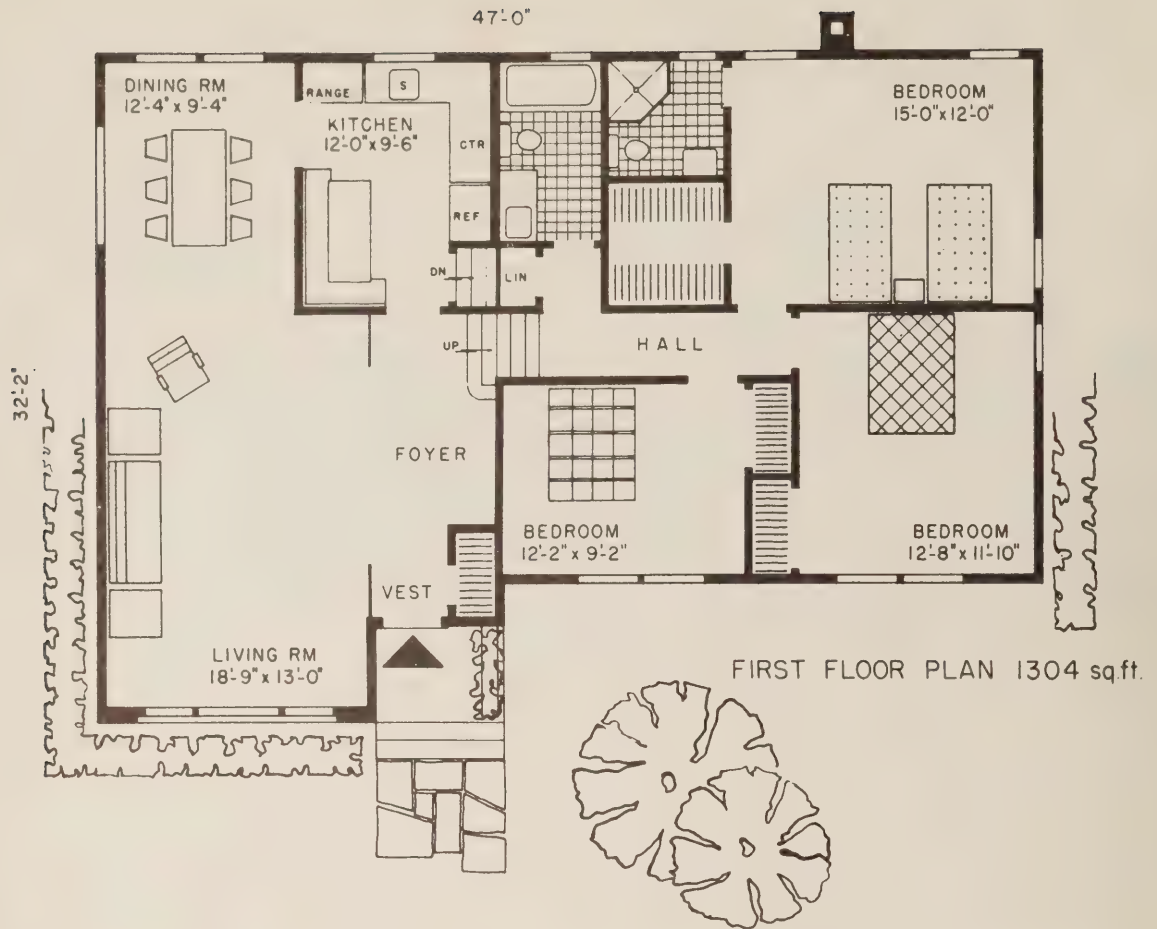 47'-0"
DINING RM
12'-4" x 9'-4"
RANGE
S
KITCHEN
12'-0" x 9'-6"
CTR
REF
BEDROOM
15'-0" x 12'-0"
DN
LIN
UP
HALL
32'-2"
FOYER
BEDROOM
12'-2" x 9'-2"
BEDROOM
12'-8" x 11'-10"
VEST
LIVING RM
18'-9" x 13'-0"
FIRST FLOOR PLAN 1304 sq.ft.